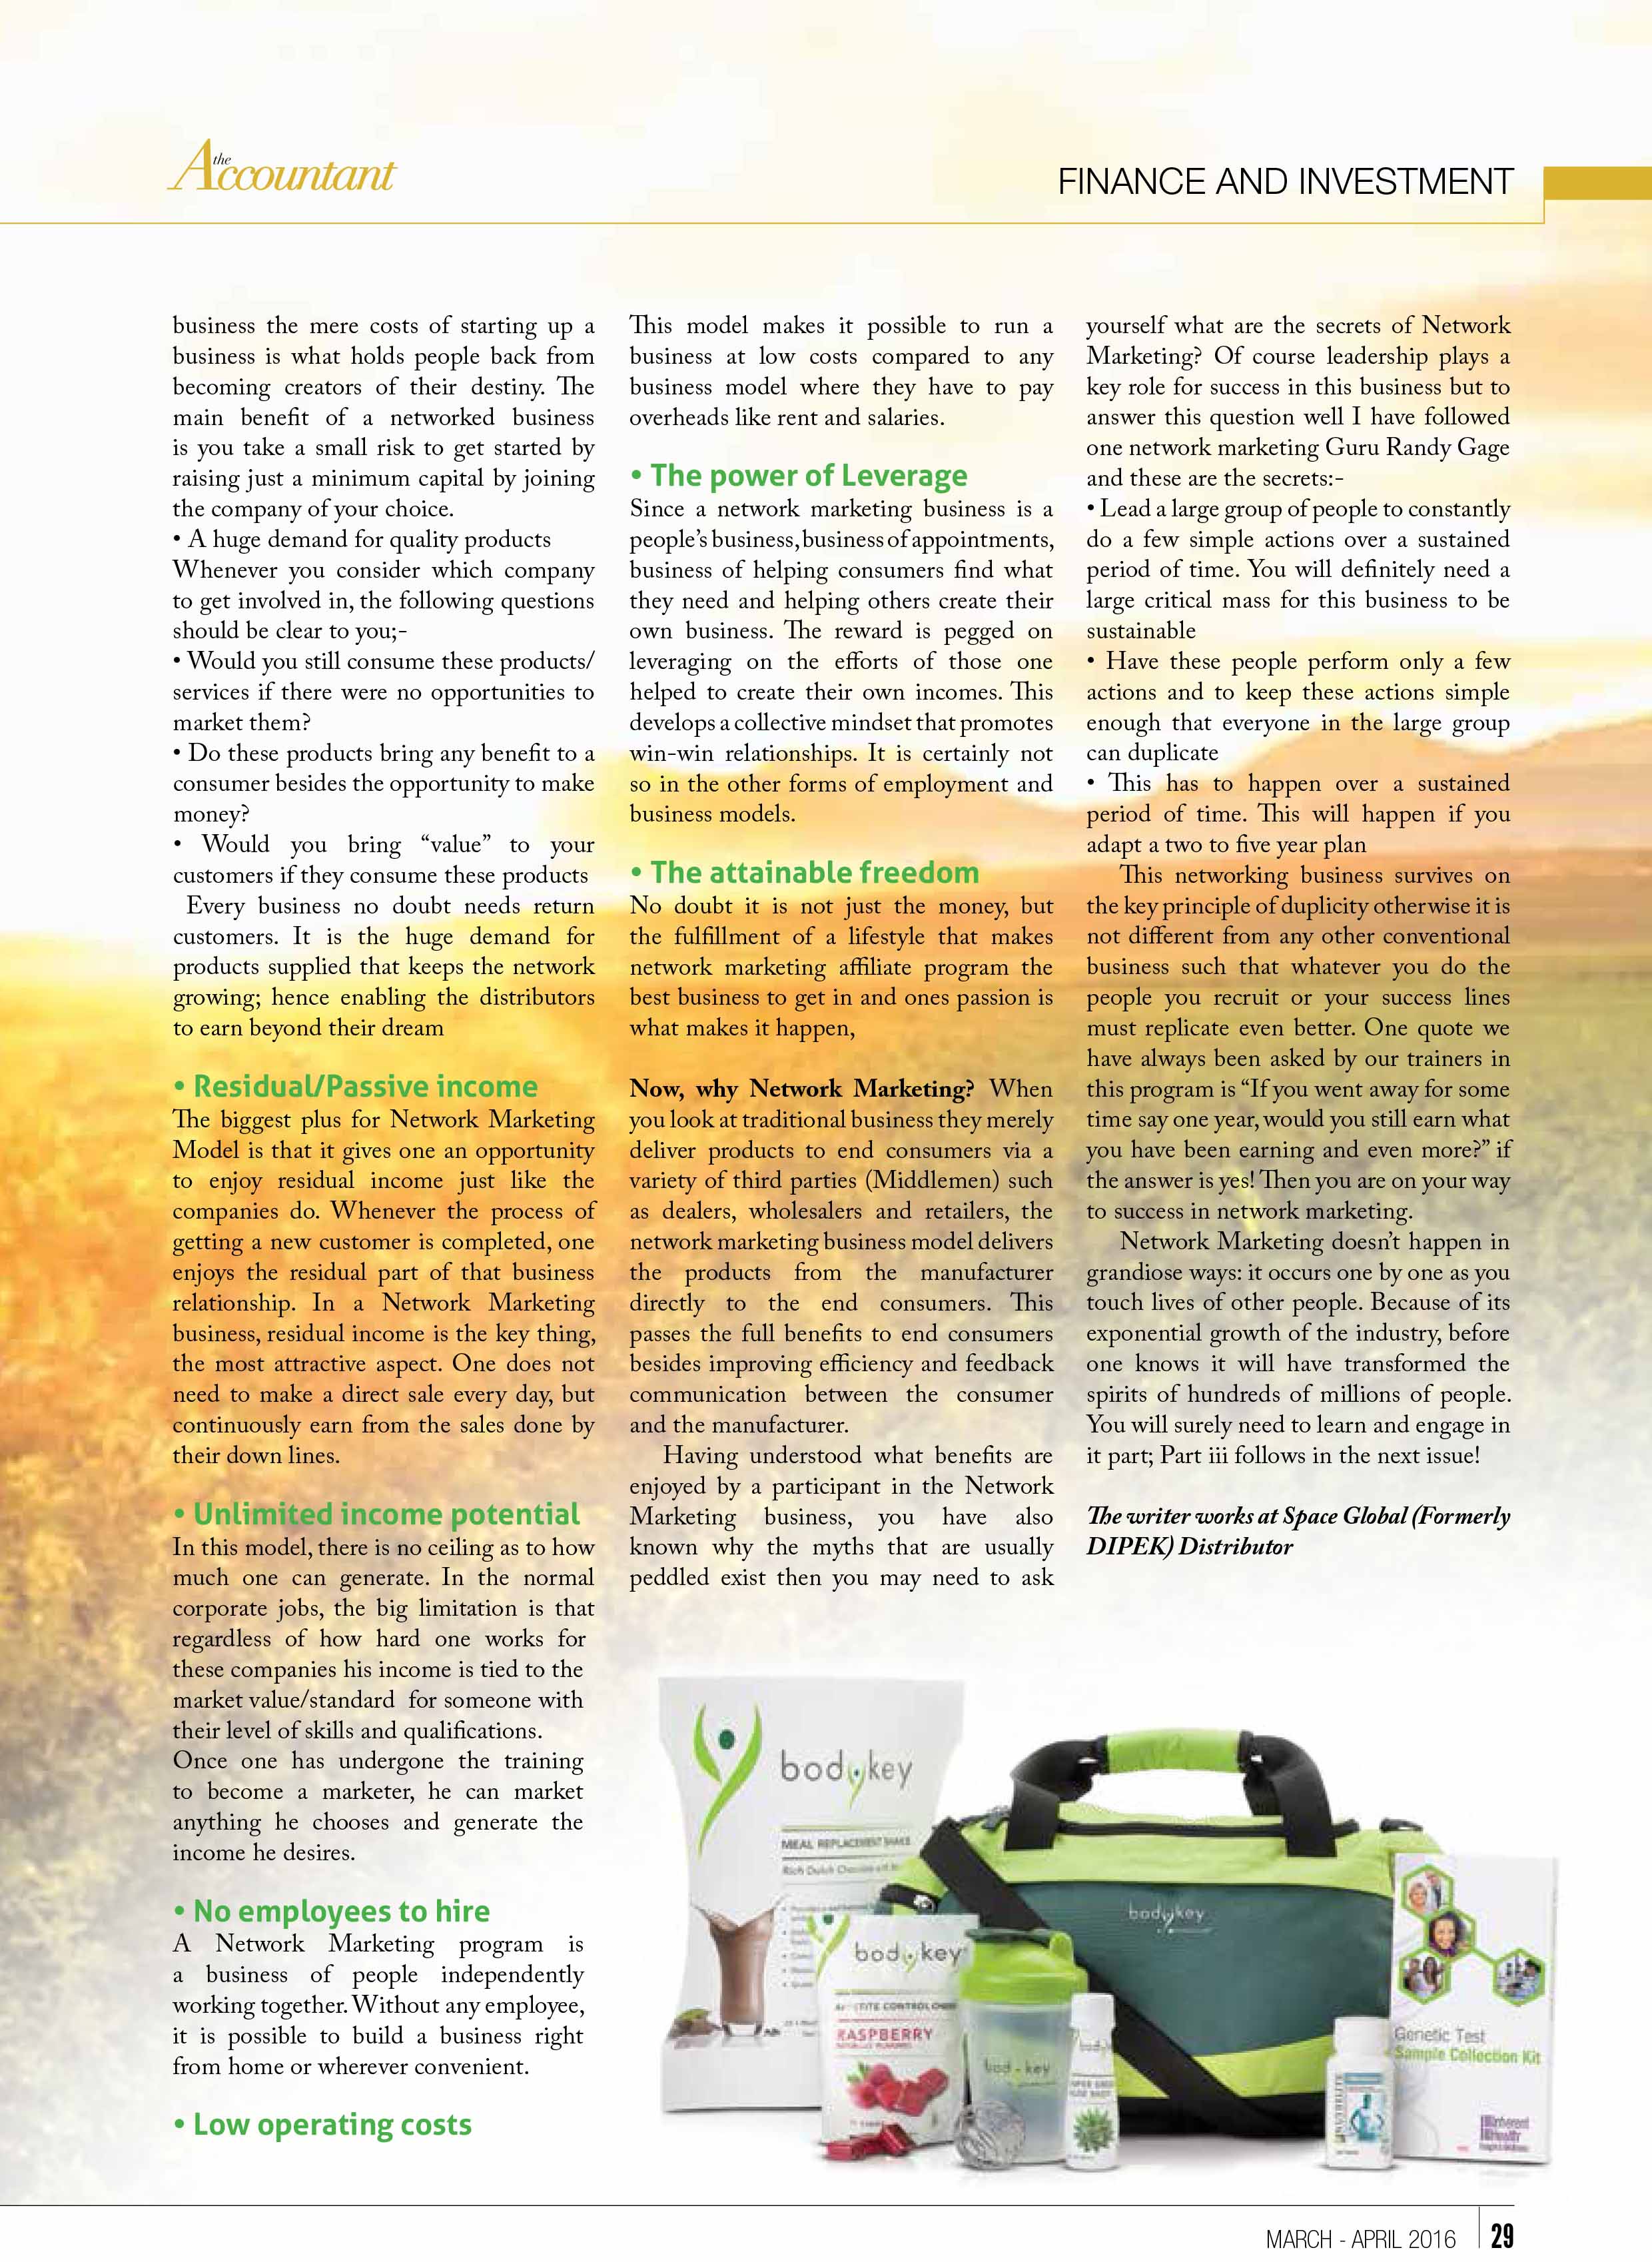 the
Accountant
FINANCE AND INVESTMENT
business the mere costs of starting up a
business is what holds people back from
becoming creators of their destiny. The
main benefit of a networked business
is you take a small risk to get started by
raising just a minimum capital by joining
the company of your choice.
• A huge demand for quality products
Whenever you consider which company
to get involved in, the following questions
should be clear to you;-
• Would you still consume these products/
services if there were no opportunities to
market them?
• Do these products bring any benefit to a
consumer besides the opportunity to make
money?
• Would you bring “value” to your
customers if they consume these products
Every business no doubt needs return
customers. It is the huge demand for
products supplied that keeps the network
growing; hence enabling the distributors
to earn beyond their dream
• Residual/Passive income
The biggest plus for Network Marketing
Model is that it gives one an opportunity
to enjoy residual income just like the
companies do. Whenever the process of
getting a new customer is completed, one
enjoys the residual part of that business
relationship. In a Network Marketing
business, residual income is the key thing,
the most attractive aspect. One does not
need to make a direct sale every day, but
continuously earn from the sales done by
their down lines.
• Unlimited income potential
In this model, there is no ceiling as to how
much one can generate. In the normal
corporate jobs, the big limitation is that
regardless of how hard one works for
these companies his income is tied to the
market value/standard for someone with
their level of skills and qualifications.
Once one has undergone the training
to become a marketer, he can market
anything he chooses and generate the
income he desires.
• No employees to hire
A Network Marketing program is
a business of people independently
working together. Without any employee,
it is possible to build a business right
from home or wherever convenient.
• Low operating costs
This model makes it possible to run a
business at low costs compared to any
business model where they have to pay
overheads like rent and salaries.
• The power of Leverage
Since a network marketing business is a
people’s business, business of appointments,
business of helping consumers find what
they need and helping others create their
own business. The reward is pegged on
leveraging on the efforts of those one
helped to create their own incomes. This
develops a collective mindset that promotes
win-win relationships. It is certainly not
so in the other forms of employment and
business models.
• The attainable freedom
No doubt it is not just the money, but
the fulfillment of a lifestyle that makes
network marketing affiliate program the
best business to get in and ones passion is
what makes it happen,
Now, why Network Marketing? When
you look at traditional business they merely
deliver products to end consumers via a
variety of third parties (Middlemen) such
as dealers, wholesalers and retailers, the
network marketing business model delivers
the products from the manufacturer
directly to the end consumers. This
passes the full benefits to end consumers
besides improving efficiency and feedback
communication between the consumer
and the manufacturer.
Having understood what benefits are
enjoyed by a participant in the Network
Marketing business, you have also
known why the myths that are usually
peddled exist then you may need to ask
yourself what are the secrets of Network
Marketing? Of course leadership plays a
key role for success in this business but to
answer this question well I have followed
one network marketing Guru Randy Gage
and these are the secrets:-
• Lead a large group of people to constantly
do a few simple actions over a sustained
period of time. You will definitely need a
large critical mass for this business to be
sustainable
• Have these people perform only a few
actions and to keep these actions simple
enough that everyone in the large group
can duplicate
• This has to happen over a sustained
period of time. This will happen if you
adapt a two to five year plan
This networking business survives on
the key principle of duplicity otherwise it is
not different from any other conventional
business such that whatever you do the
people you recruit or your success lines
must replicate even better. One quote we
have always been asked by our trainers in
this program is “If you went away for some
time say one year, would you still earn what
you have been earning and even more?” if
the answer is yes! Then you are on your way
to success in network marketing.
Network Marketing doesn’t happen in
grandiose ways: it occurs one by one as you
touch lives of other people. Because of its
exponential growth of the industry, before
one knows it will have transformed the
spirits of hundreds of millions of people.
You will surely need to learn and engage in
it part; Part iii follows in the next issue!
The writer works at Space Global (Formerly
DIPEK) Distributor
bodykey
MEAL REPLACEMENT SHAKE
Rich Dutch
bodykey
CONTROL
RASPBERRY
bodykey
bodykey
Genetic Test
Sample Collection Kit
MARCH - APRIL 2016 29